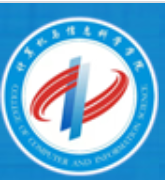 计算机与信息科学学院
COLLEGE OF COMPUTER AND INFORMATION SCIENCE